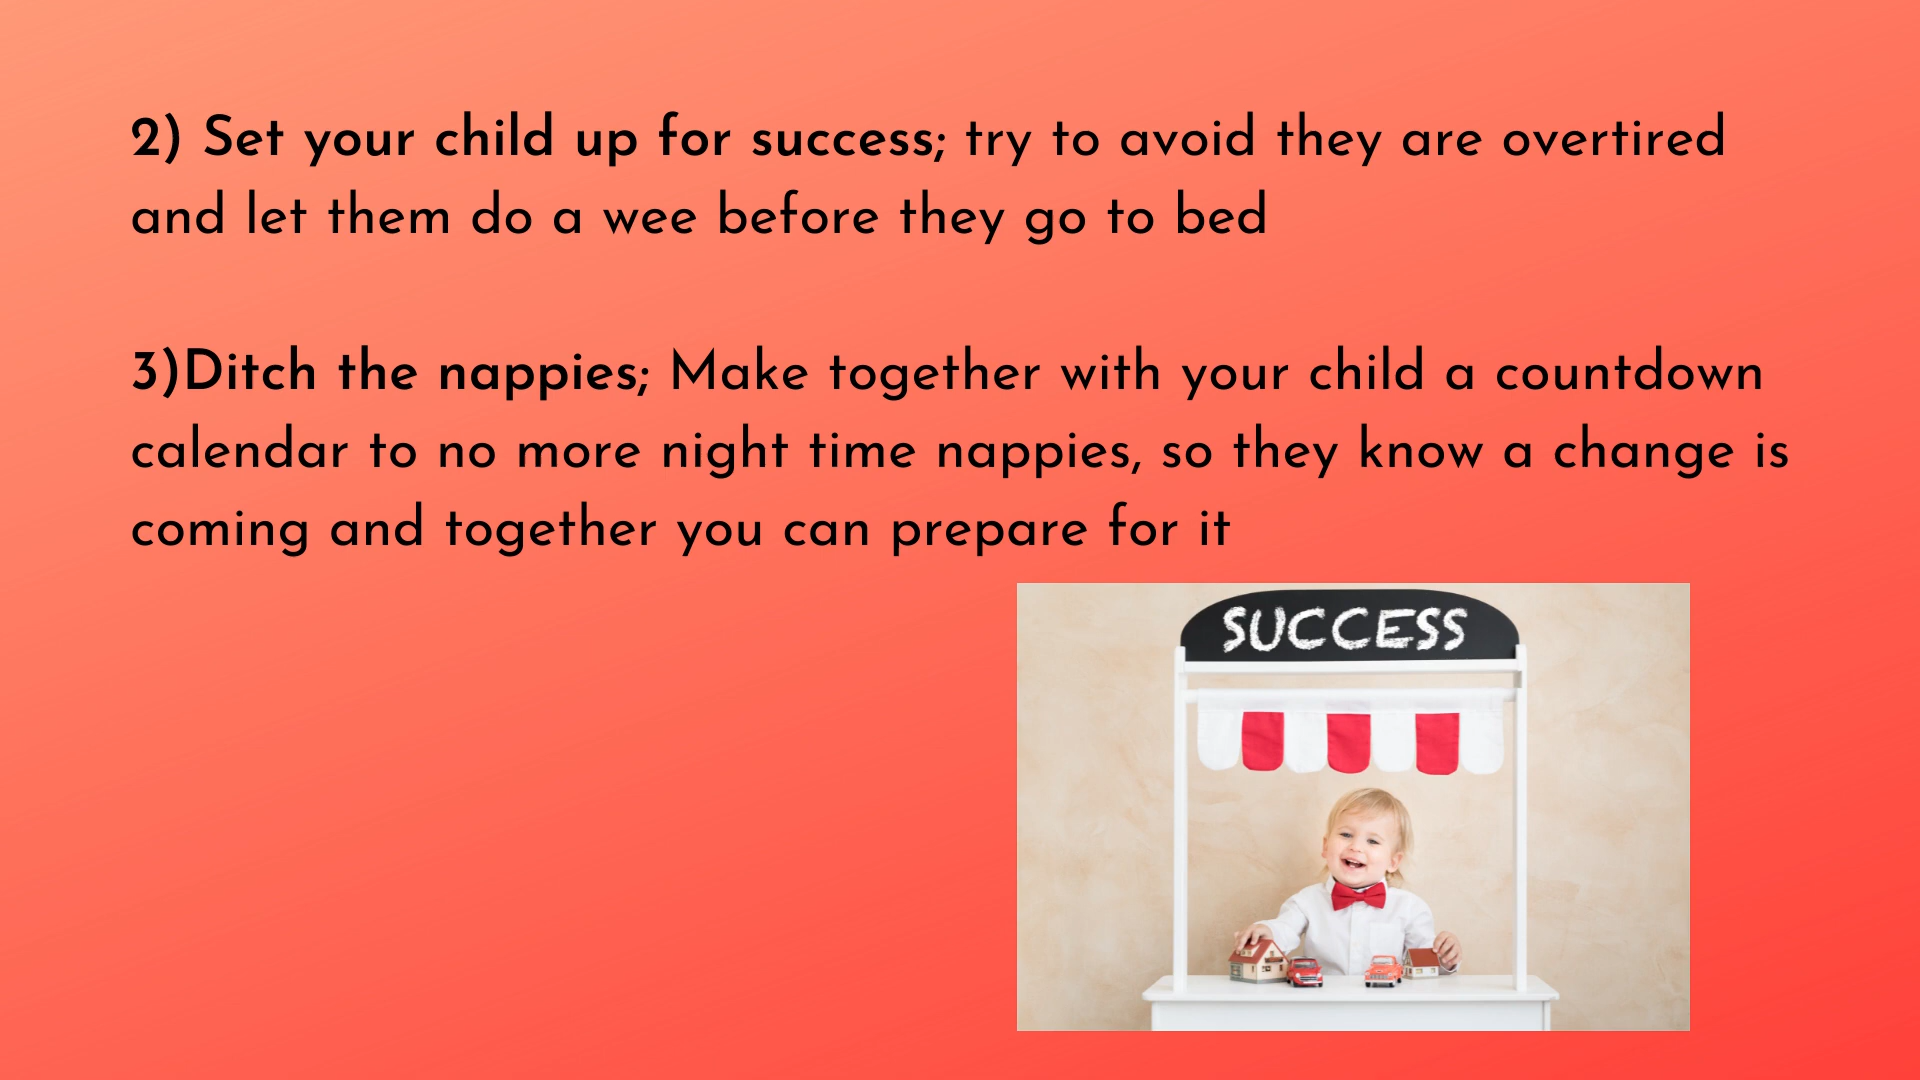 2) Set your child up for success; try to avoid they are overtired
and let them do a wee before they go to bed
3)Ditch the nappies; Make together with your child a countdown
calendar to no more night time nappies, so they know a change is
coming and together you can prepare for it
SUCCESS